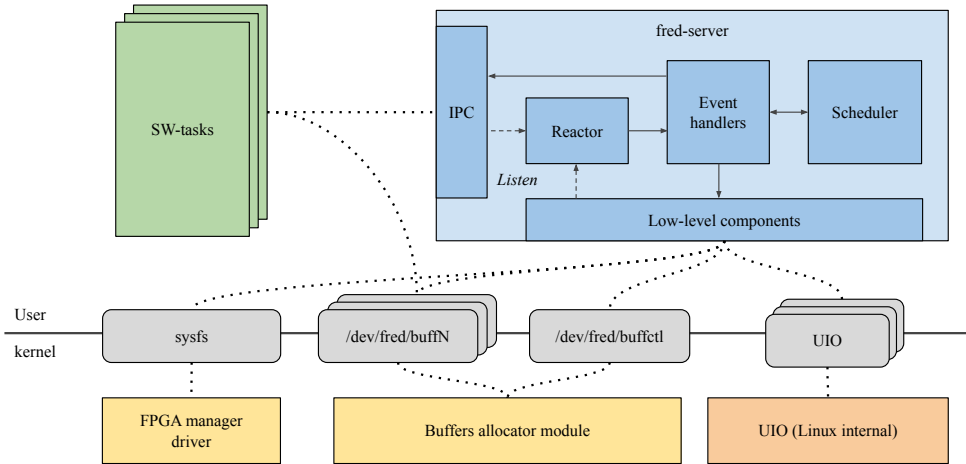 fred-server
SW-tasks
IPC
Reactor
Event
handlers
Scheduler
Listen
Low-level components
User
kernel
sysfs
/dev/fred/buffN
/dev/fred/buffctl
UIO
FPGA manager
driver
Buffers allocator module
UIO (Linux internal)